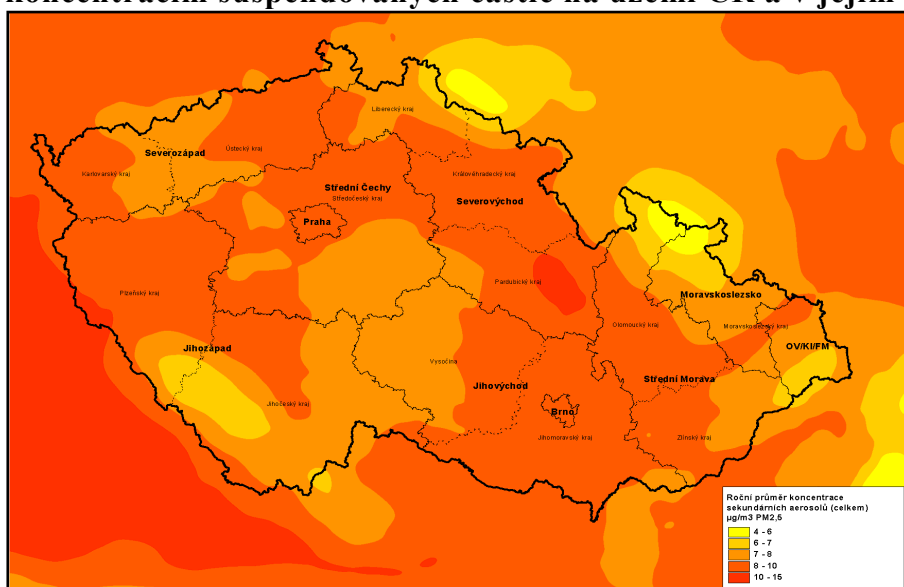 koncentracím suspendovaných částic na území ČR a v jejím
Liberecký kraj
Severozápad
Ústecký kraj
Karlovarský kraj
Královéhradecký kraj
Střední Čechy
Středočeský kraj
Severovýchod
Praha
Pardubický kraj
Plzeňský kraj
Moravskoslezsko
Olomoucký kraj
Moravskoslezský kraj
Jihozápad
OV/KI/FM
Vysočina
Střední Morava
Jihovýchod
Jihočeský kraj
Brno
Jihomoravský kraj
Zlínský kraj
Roční průměr koncentrace
sekundárních aerosolů (celkem)
µg/m3 PM2,5
4 - 6
6 - 7
7 - 8
8 - 10
10 - 15